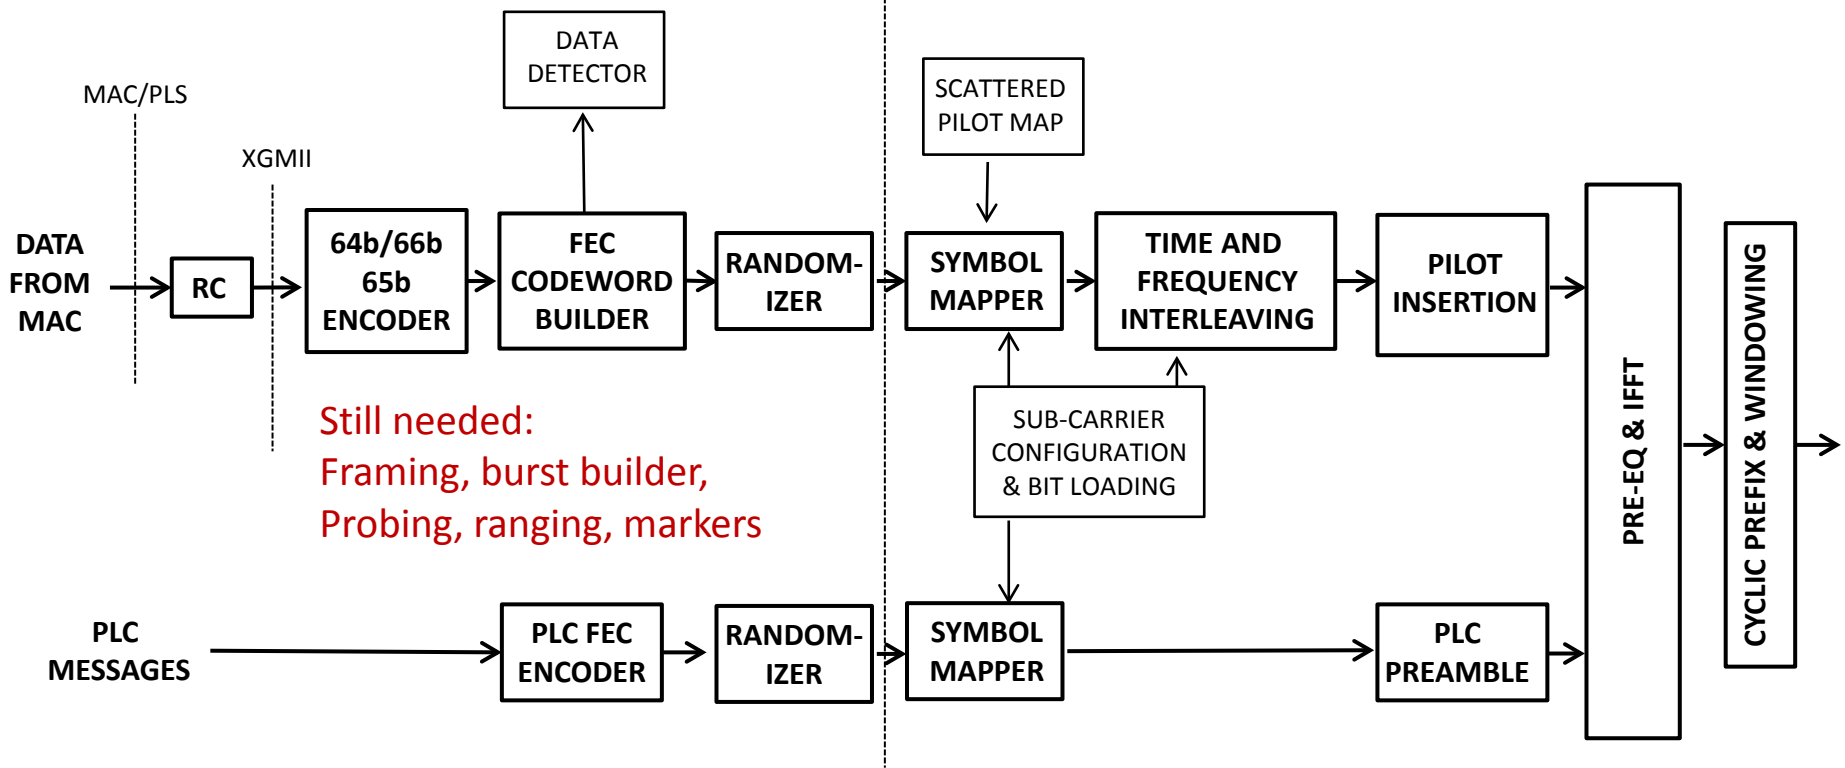 DATA
DETECTOR
MAC/PLS
SCATTERED
PILOT MAP
XGMII
DATA
FROM
MAC
RC
64b/66b
65b
ENCODER
FEC
CODEWORD
BUILDER
RANDOM-
IZER
SYMBOL
MAPPER
TIME AND
FREQUENCY
INTERLEAVING
PILOT
INSERTION
PRE-EQ & IFFT
CYCLIC PREFIX & WINDOWING
Still needed:
Framing, burst builder,
Probing, ranging, markers
SUB-CARRIER
CONFIGURATION
& BIT LOADING
PLC
MESSAGES
PLC FEC
ENCODER
RANDOM-
IZER
SYMBOL
MAPPER
PLC
PREAMBLE